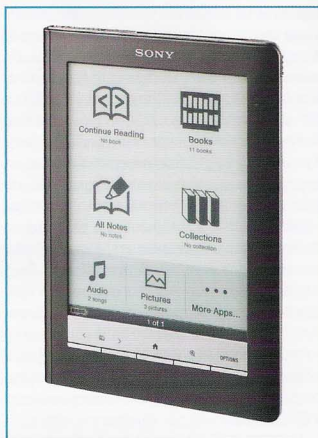 SONY
Continue Reading
No book
Books
11 books
All Notes
No notes
Collections
No collection
Audio
2 songs
Pictures
3 pictures
More Apps...
1 of 1
OPTIONS